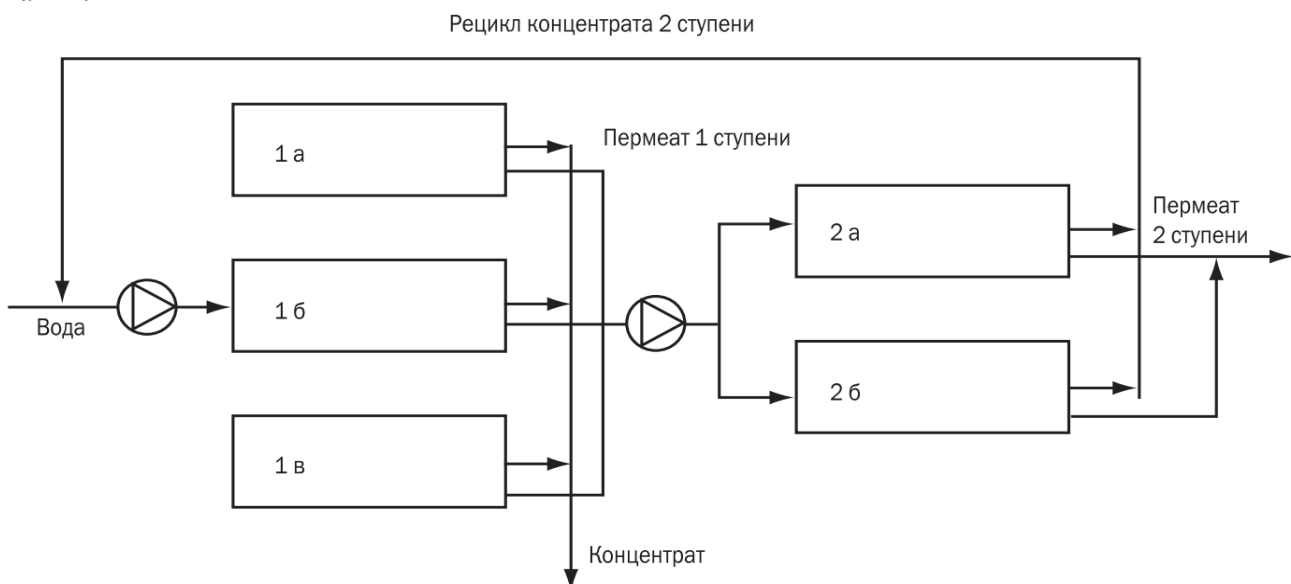 Рецикл концентрата 2 ступени
1 а
Пермеат 1 ступени
2 а
Пермеат
2 ступени
1 б
Вода
2 б
1 в
Концентрат